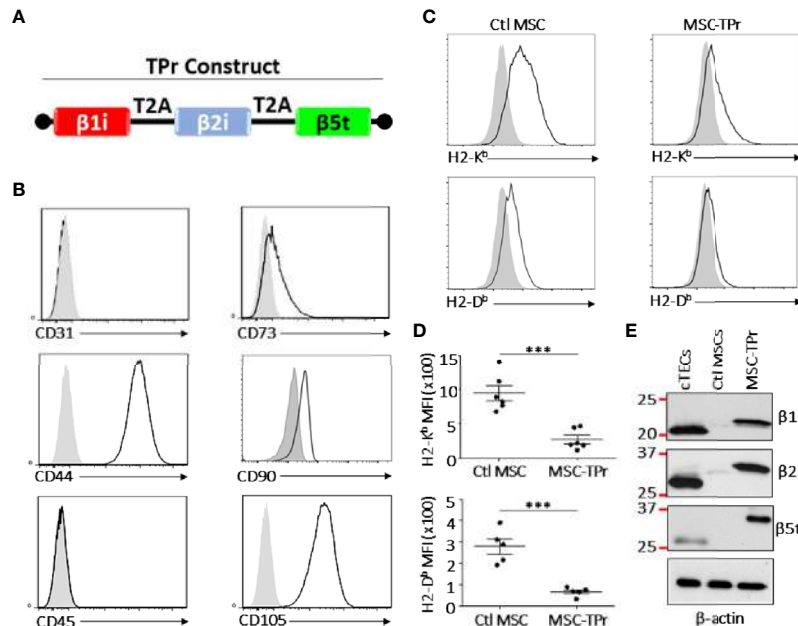 A
TPr Construct
β1i T2A β2i T2A β5t
B
CD31 CD73
CD44 CD90
CD45 CD105
C
Ctl MSC MSC-TPr
H2-Kᵇ H2-Kᵇ
H2-Dᵇ H2-Dᵇ
D
***
15
10
5
0
H2-Kᵇ MFI (x100)
Ctl MSC MSC-TPr
***
5
4
3
2
1
0
H2-Dᵇ MFI (x100)
Ctl MSC MSC-TPr
E
cTECs Ctl MSCs MSC-TPr
25
20
β1
37
25
β2
37
25
β5t
β-actin